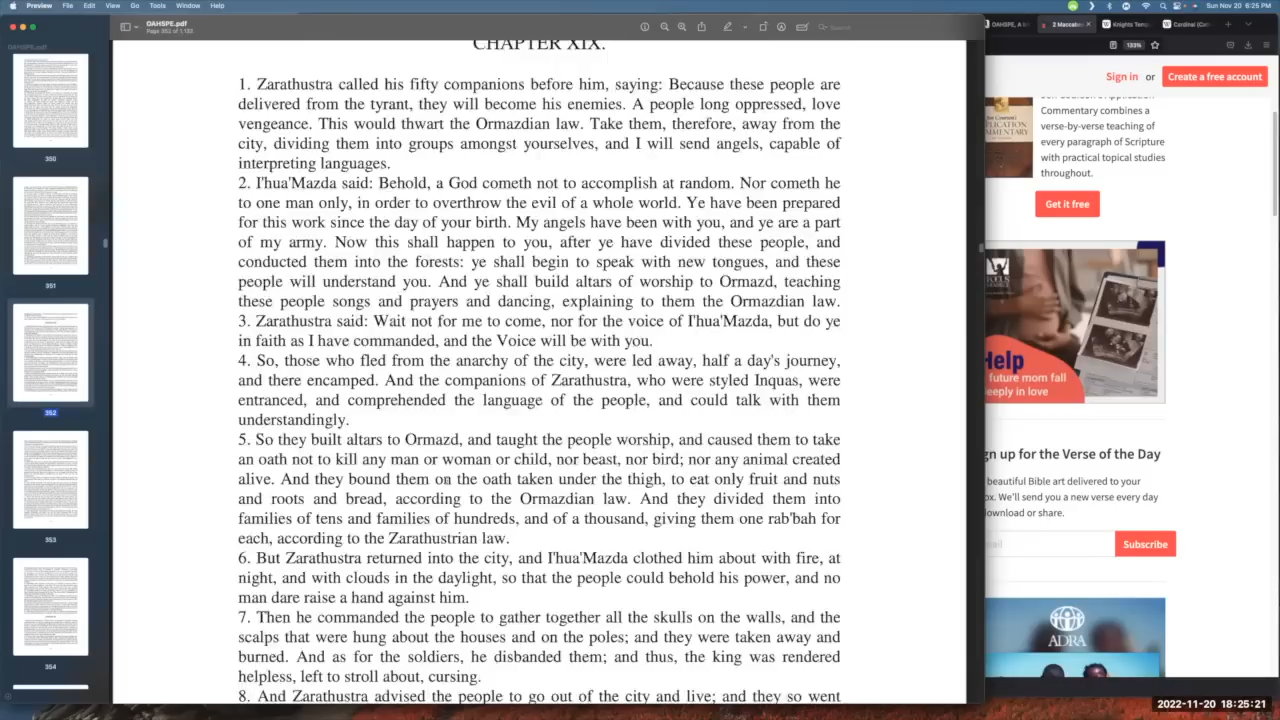 Preview File Edit View Go Tools Window Help
Sun Nov 20 6:25 PM
OAHSPE.pdf
Page 352 of 1,132
Search
OAHSPE.pdf
350
351
352
353
354
CHAPTER XIX.
1. Zarathustra called his fifty companions before him, saying: Because these people are
delivered from the tyrant, they will become his enemies. A people long oppressed, love
vengeance. This would thwart the Ormazdian law. Take them, therefore, away from the
city, dividing them into groups amongst yourselves, and I will send angels, capable of
interpreting languages.
2. I'hua'Mazda said: Behold, a God cometh not to accomplish at random. Nor cometh he
to one man only, in order to overthrow the evil of a whole world. Ye have been prepared
for this work since the day of your birth. My angels have been with you, and ye are a part
of my army. Now this shall happen to you, after ye have divided these people, and
conducted them into the forests: ye shall begin to speak with new tongues, and these
people will understand you. And ye shall build altars of worship to Ormazd, teaching
these people songs and prayers and dancing, explaining to them the Ormazdian law.
3. Zarathustra said: Wait not for me to come, nor for the voice of I'hua'Mazda, but do ye
in faith as I have commanded, and the Voice will be with you.
4. So, those who fled from the carnage of the city, were led away, half a day's journey,
and there encamped. And the companions of Zarathustra, who were styled Inquas, were
entranced, and comprehended the language of the people, and could talk with them
understandingly.
5. So they built altars to Ormazd, and taught the people worship, and caused them to take
an oath not to kill any man or woman or child nor beast, nor bird; nor any animal created
alive. And they bound them on the oath taken under the thigh, to eat only fruit and nuts
and roots and bread, according to the Ormazdian law. And they divided them into
families of tens and families of hundreds, and of a thousand, giving them one rab'bah for
each, according to the Zarathustrian law.
6. But Zarathustra returned into the city, and I'hua'Mazda clothed him about with fire, at
night, and with clouds in the daylight, so that the people could behold his power, and no
man dare raise a hand against him.
7. Then he commanded the people to gather together all the skulls on the walls, and the
scalps that were hung about the houses and on the poles; and they were taken away and
burned. And as for the soldiers, he disbanded them; and thus, the king was rendered
helpless, left to stroll about, cursing.
8. And Zarathustra advised the people to go out of the city and live; and they so went
OAHSPE, A
2 Maccabe
Knights Tem
Cardinal (Cat
133%
Sign in or Create a free account
Commentary combines a
verse-by-verse teaching of
every paragraph of Scripture
with practical topical studies
throughout.
Get it free
Help
future mom fall
eeply in love
gn up for the Verse of the Day
beautiful Bible art delivered to your
ox. We'll send you a new verse every day
download or share.
Subscribe
ADRA
2022-11-20 18:25:21